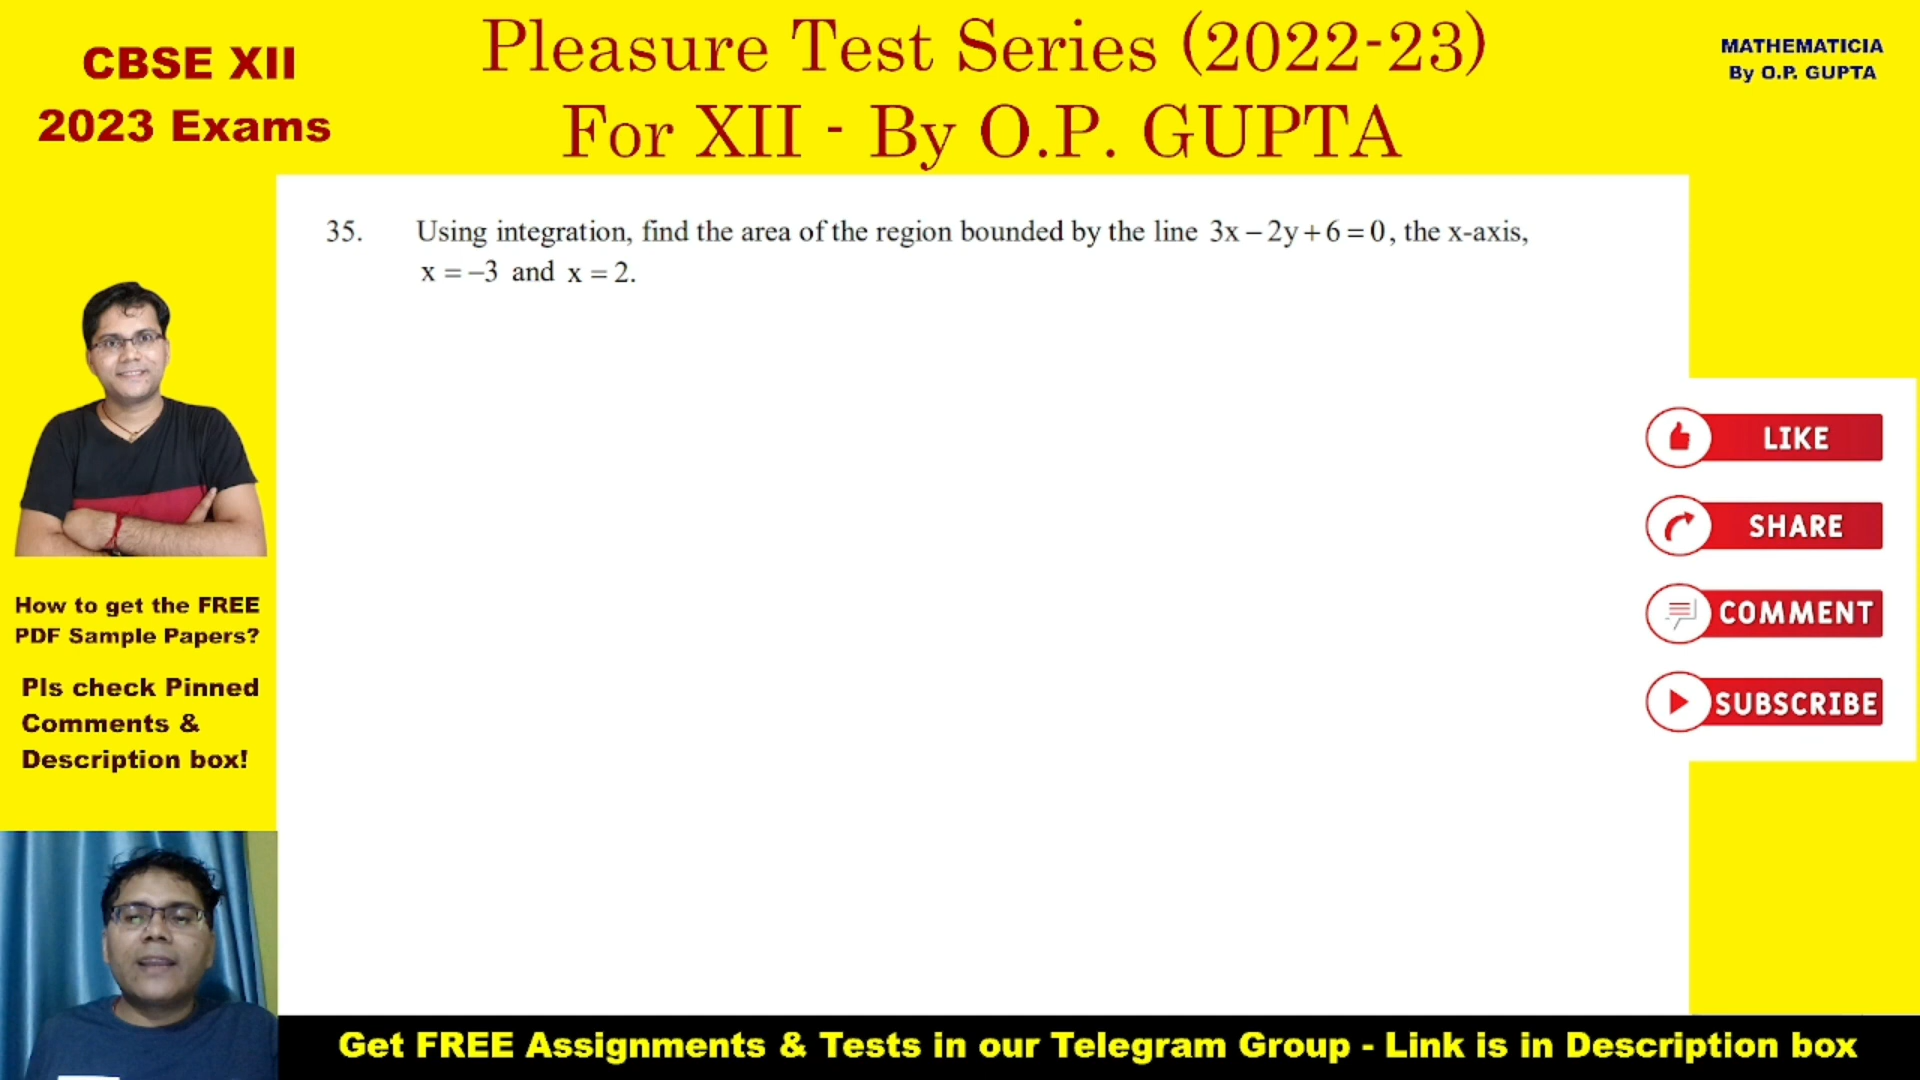 CBSE XII
2023 Exams
Pleasure Test Series (2022-23)
For XII - By O.P. GUPTA
MATHEMATICIA
By O.P. GUPTA
35. Using integration, find the area of the region bounded by the line 3x – 2y + 6 = 0, the x-axis,
x = –3 and x = 2.
How to get the FREE
PDF Sample Papers?
Pls check Pinned
Comments &
Description box!
LIKE
SHARE
COMMENT
SUBSCRIBE
Get FREE Assignments & Tests in our Telegram Group - Link is in Description box